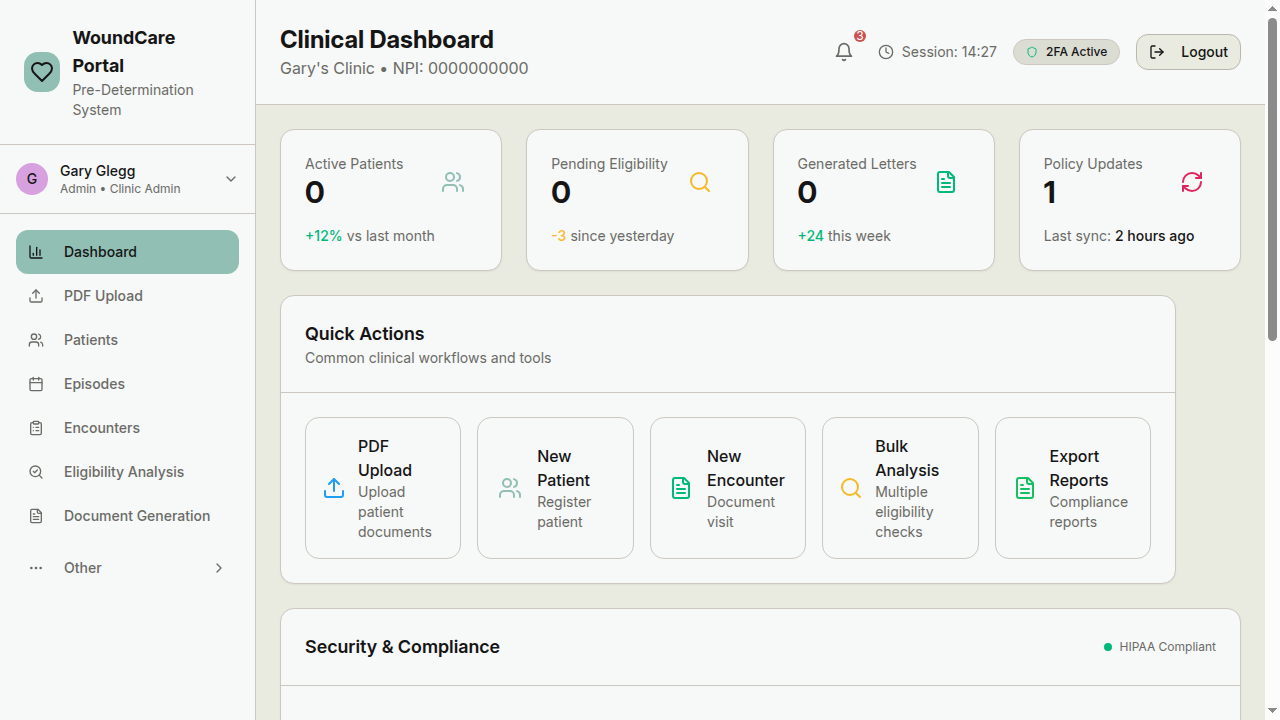 WoundCare
Portal
Pre-Determination
System
Gary Glegg
G
Admin • Clinic Admin
Dashboard
PDF Upload
Patients
Episodes
Encounters
Eligibility Analysis
Document Generation
Other
Clinical Dashboard
Gary's Clinic • NPI: 0000000000
3
Session: 14:27
2FA Active
Logout
Active Patients
0
+12% vs last month
Pending Eligibility
0
-3 since yesterday
Generated Letters
0
+24 this week
Policy Updates
1
Last sync: 2 hours ago
Quick Actions
Common clinical workflows and tools
PDF
Upload
Upload
patient
documents
New
Patient
Register
patient
New
Encounter
Document
visit
Bulk
Analysis
Multiple
eligibility
checks
Export
Reports
Compliance
reports
Security & Compliance
HIPAA Compliant